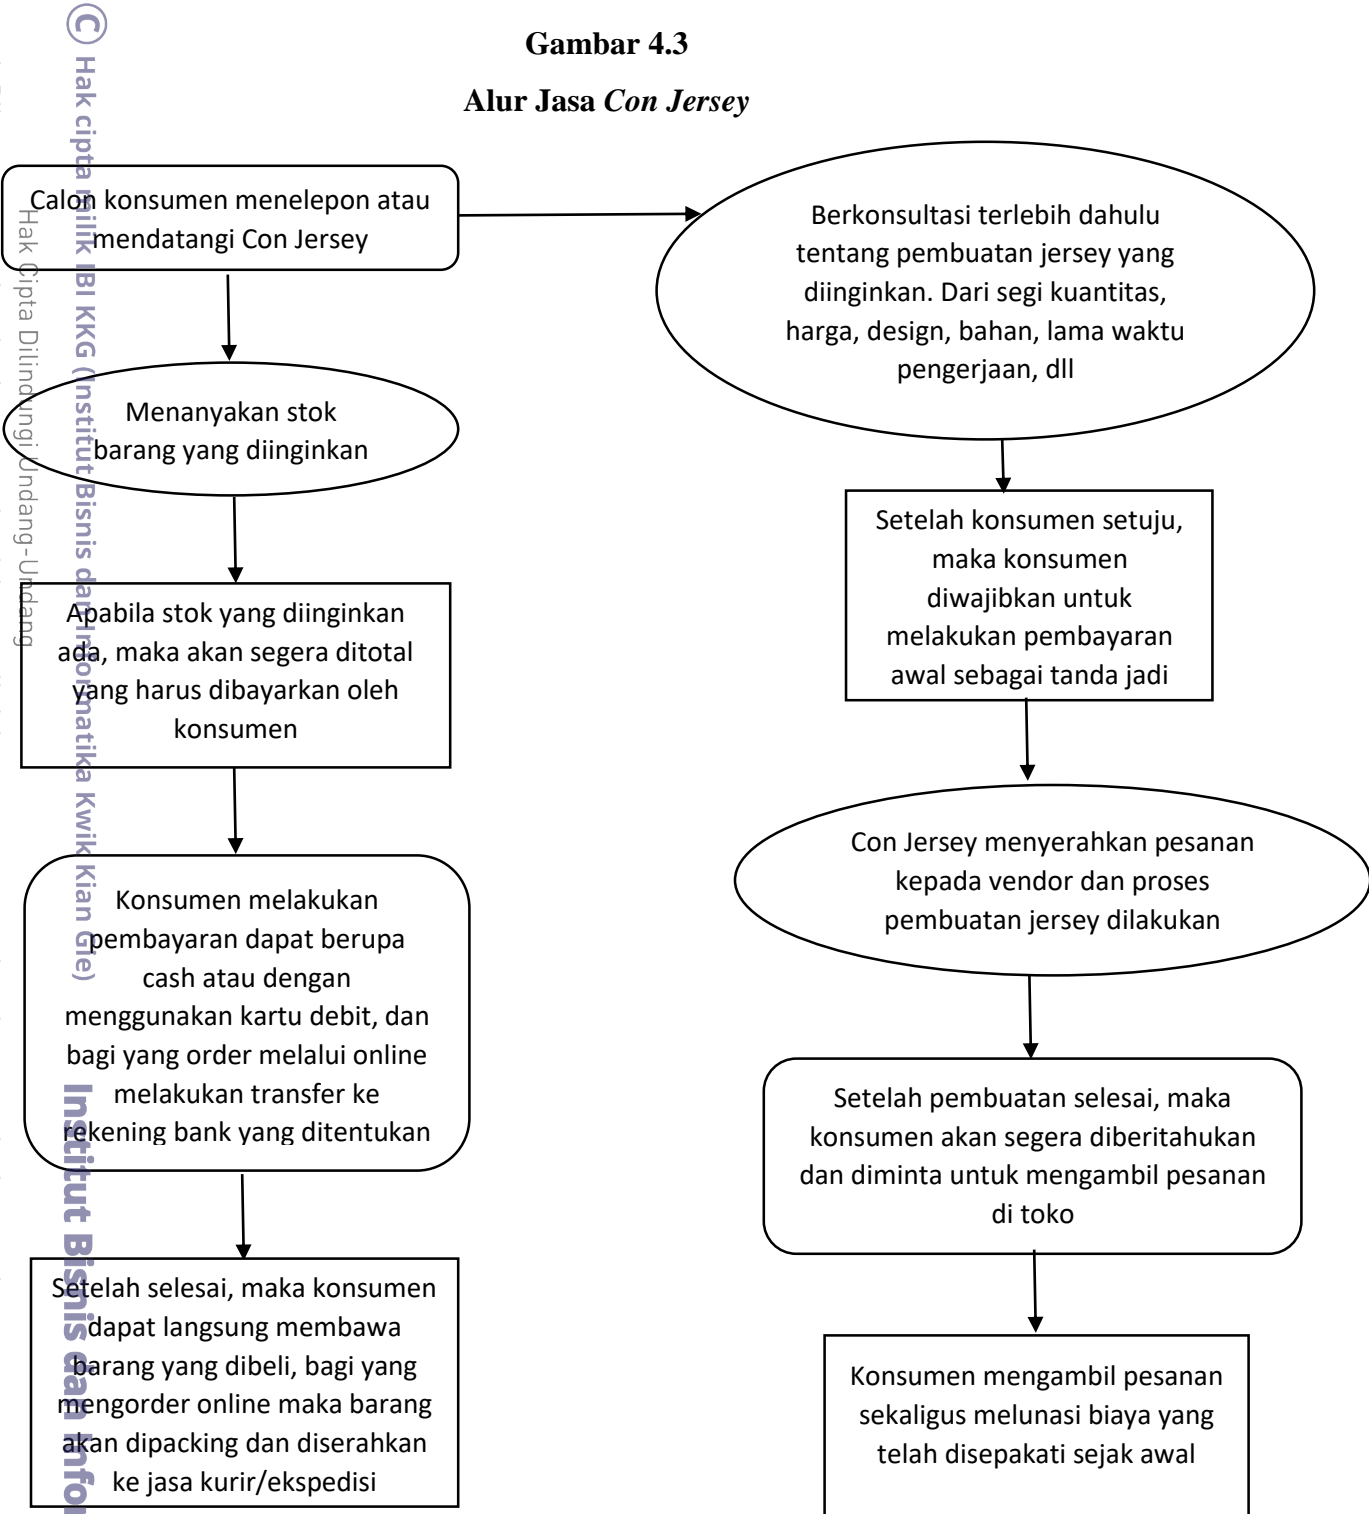 Gambar 4.3
Alur Jasa Con Jersey
Calon konsumen menelepon atau
mendatangi Con Jersey
Menanyakan stok
barang yang diinginkan
Apabila stok yang diinginkan
ada, maka akan segera ditotal
yang harus dibayarkan oleh
konsumen
Konsumen melakukan
pembayaran dapat berupa
cash atau dengan
menggunakan kartu debit, dan
bagi yang order melalui online
melakukan transfer ke
rekening bank yang ditentukan
Setelah selesai, maka konsumen
dapat langsung membawa
barang yang dibeli, bagi yang
mengorder online maka barang
akan dipacking dan diserahkan
ke jasa kurir/ekspedisi
Berkonsultasi terlebih dahulu
tentang pembuatan jersey yang
diinginkan. Dari segi kuantitas,
harga, design, bahan, lama waktu
pengerjaan, dll
Setelah konsumen setuju,
maka konsumen
diwajibkan untuk
melakukan pembayaran
awal sebagai tanda jadi
Con Jersey menyerahkan pesanan
kepada vendor dan proses
pembuatan jersey dilakukan
Setelah pembuatan selesai, maka
konsumen akan segera diberitahukan
dan diminta untuk mengambil pesanan
di toko
Konsumen mengambil pesanan
sekaligus melunasi biaya yang
telah disepakati sejak awal
© Hak cipta milik IBI KKG (Institut Bisnis dan Informatika Kwik Kian Gie)
Institut Bisnis dan Infor
Hak Cipta Dilindungi Undang-Undang